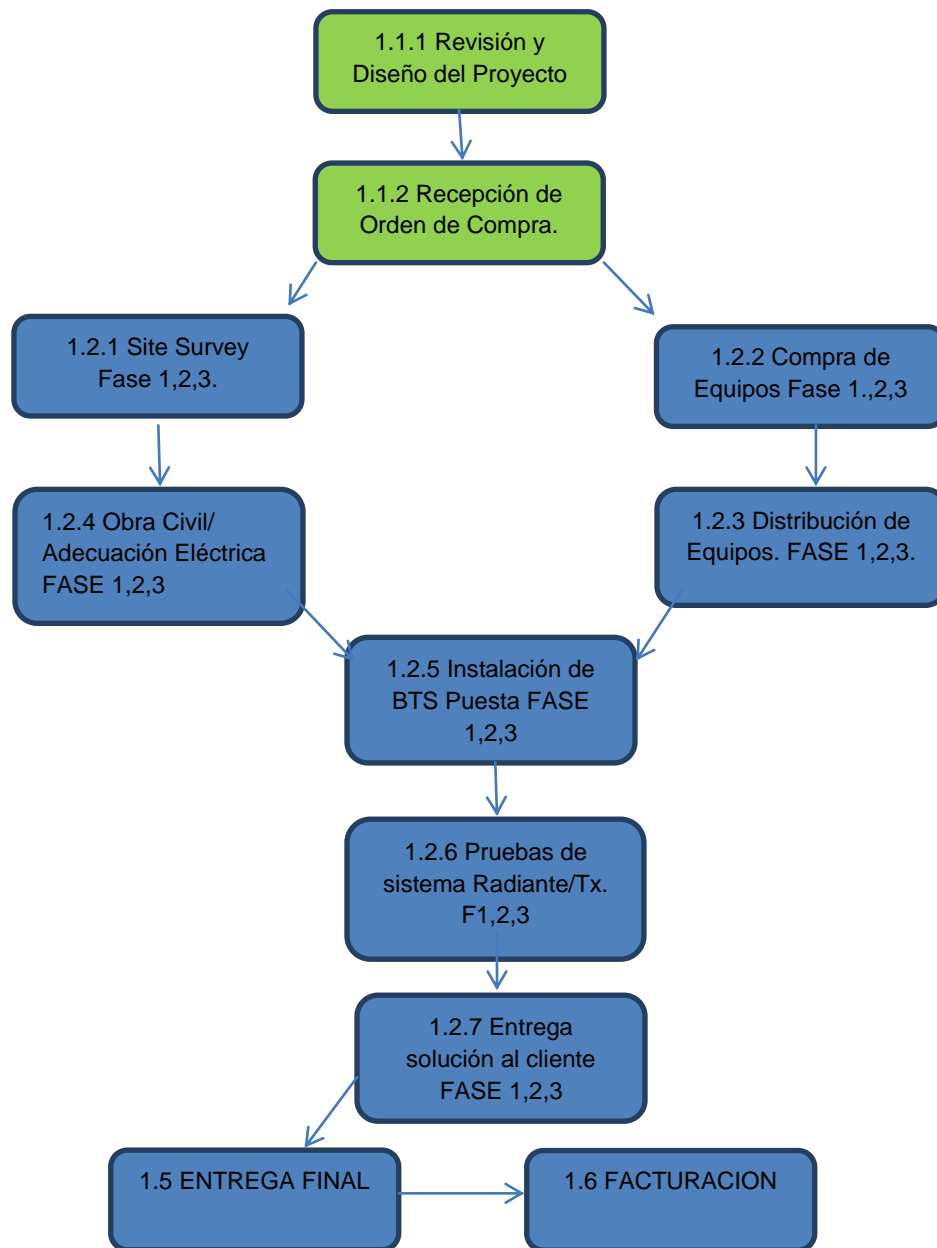 1.1.1 Revisión y
Diseño del Proyecto
1.1.2 Recepción de
Orden de Compra.
1.2.1 Site Survey
Fase 1,2,3.
1.2.2 Compra de
Equipos Fase 1.,2,3
1.2.4 Obra Civil/
Adecuación Eléctrica
FASE 1,2,3
1.2.3 Distribución de
Equipos. FASE 1,2,3.
1.2.5 Instalación de
BTS Puesta FASE
1,2,3
1.2.6 Pruebas de
sistema Radiante/Tx.
F1,2,3
1.2.7 Entrega
solución al cliente
FASE 1,2,3
1.5 ENTREGA FINAL
1.6 FACTURACION